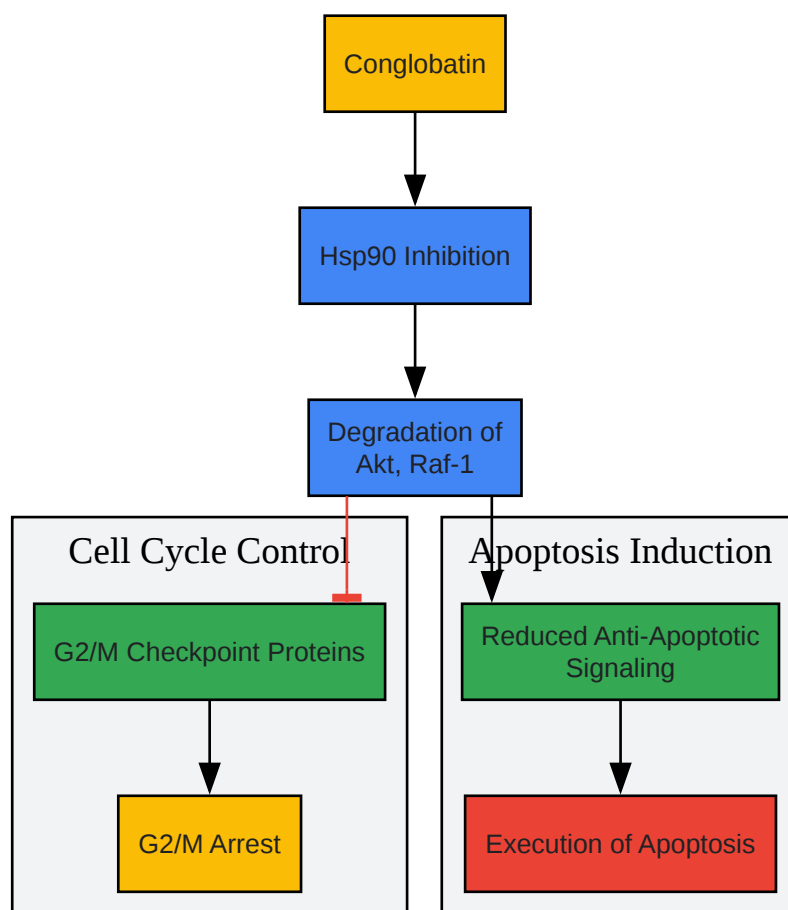 Conglobatin
Hsp90 Inhibition
Degradation of
Akt, Raf-1
Cell Cycle Control
G2/M Checkpoint Proteins
G2/M Arrest
Apoptosis Induction
Reduced Anti-Apoptotic
Signaling
Execution of Apoptosis